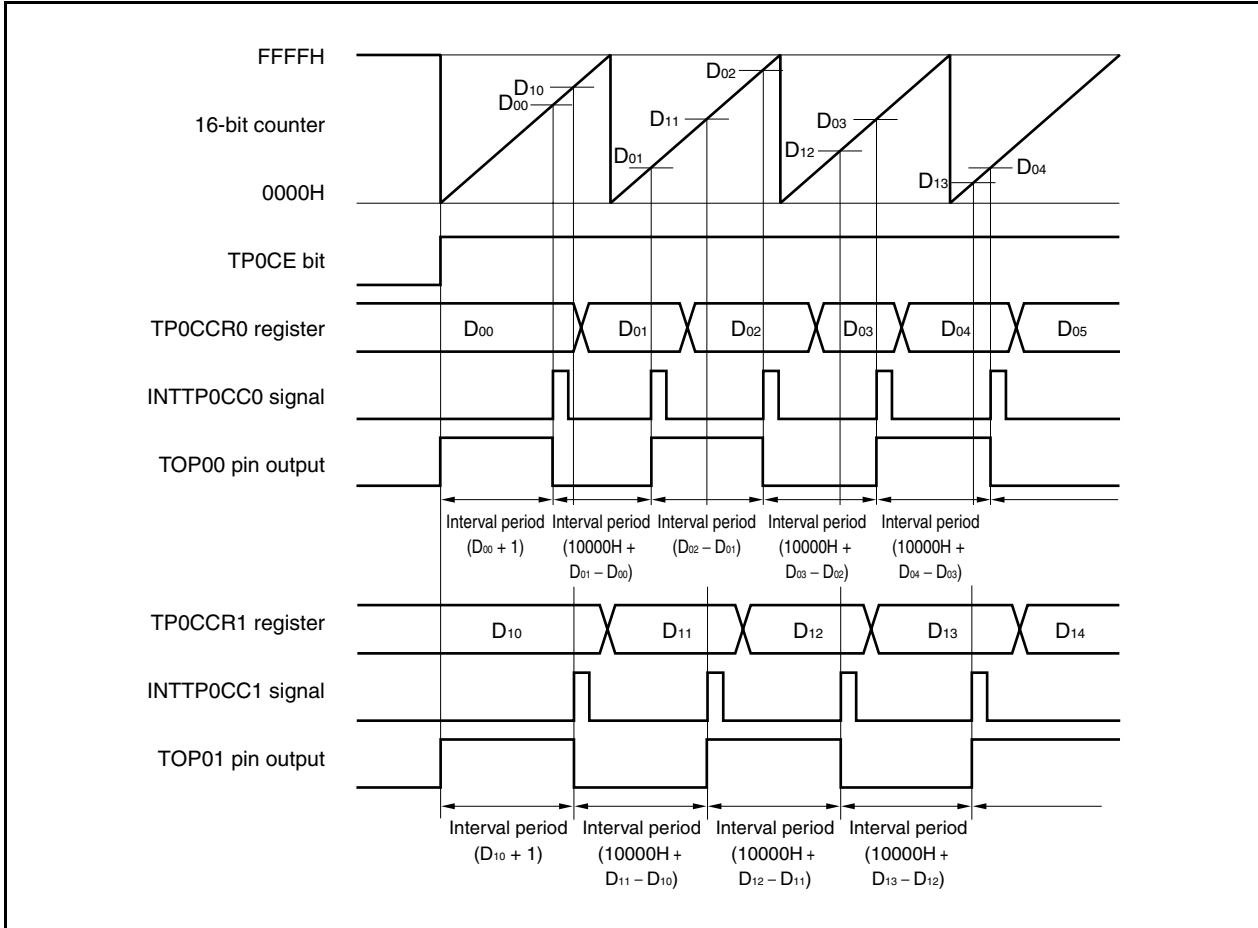 FFFFH
16-bit counter
0000H
D10
D00
D01
D11
D02
D12
D03
D13
D04
TP0CE bit
TP0CCR0 register
D00
D01
D02
D03
D04
D05
INTTP0CC0 signal
TOP00 pin output
Interval period
(D00 + 1)
Interval period
(10000H +
D01 – D00)
Interval period
(D02 – D01)
Interval period
(10000H +
D03 – D02)
Interval period
(10000H +
D04 – D03)
TP0CCR1 register
D10
D11
D12
D13
D14
INTTP0CC1 signal
TOP01 pin output
Interval period
(D10 + 1)
Interval period
(10000H +
D11 – D10)
Interval period
(10000H +
D12 – D11)
Interval period
(10000H +
D13 – D12)